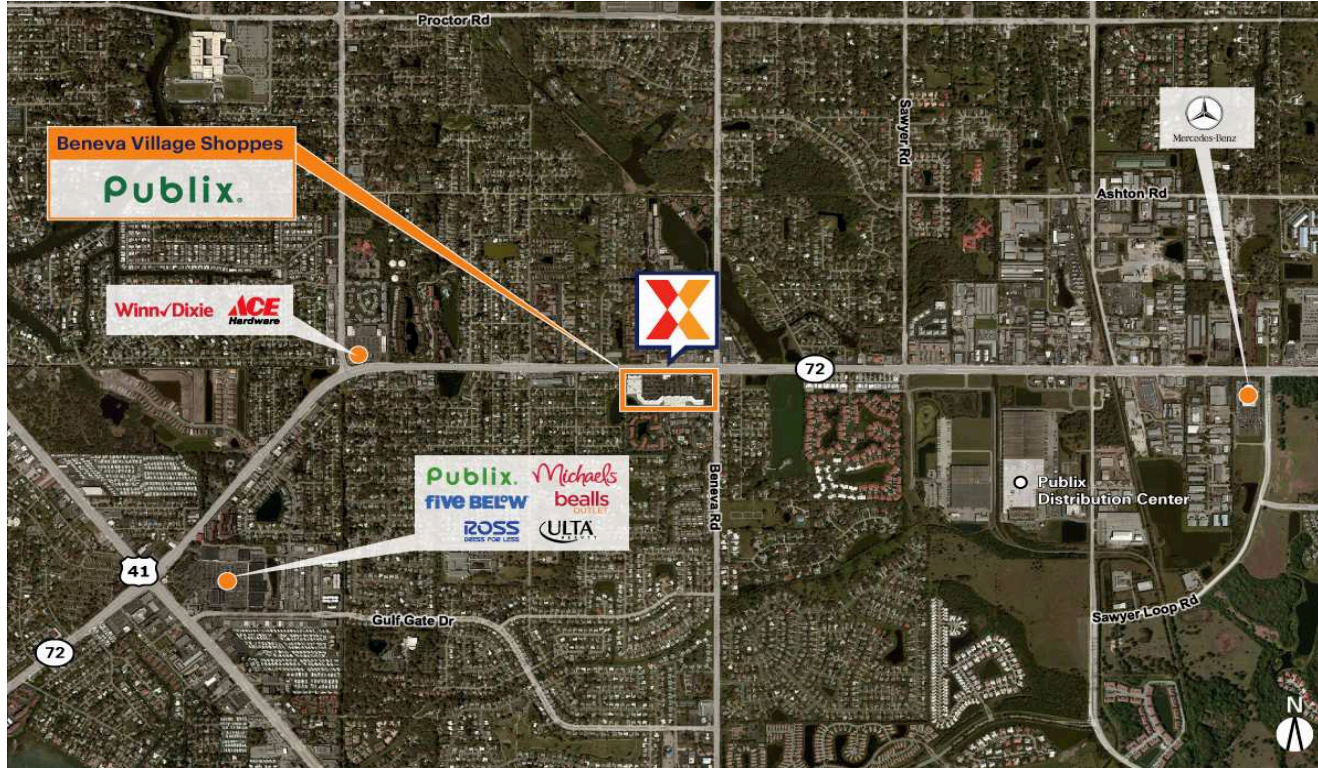 Proctor Rd
Beneva Village Shoppes
Publix.
Sawyer Rd
Mercedes-Benz
Ashton Rd
Winn✓Dixie ACE
Hardware
72
Publix. Michaels
five BELOW bealls
OUTLET
ROSS ULTA
DRESS FOR LESS BEAUTY
Beneva Rd
Publix
Distribution Center
41
Gulf Gate Dr
Sawyer Loop Rd
72
N